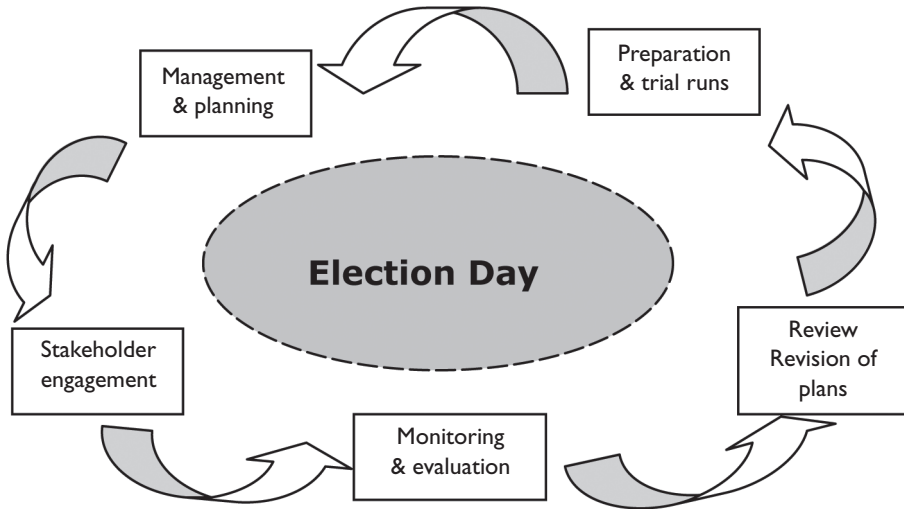 Management
& planning
Preparation
& trial runs
Election Day
Stakeholder
engagement
Monitoring
& evaluation
Review
Revision of
plans